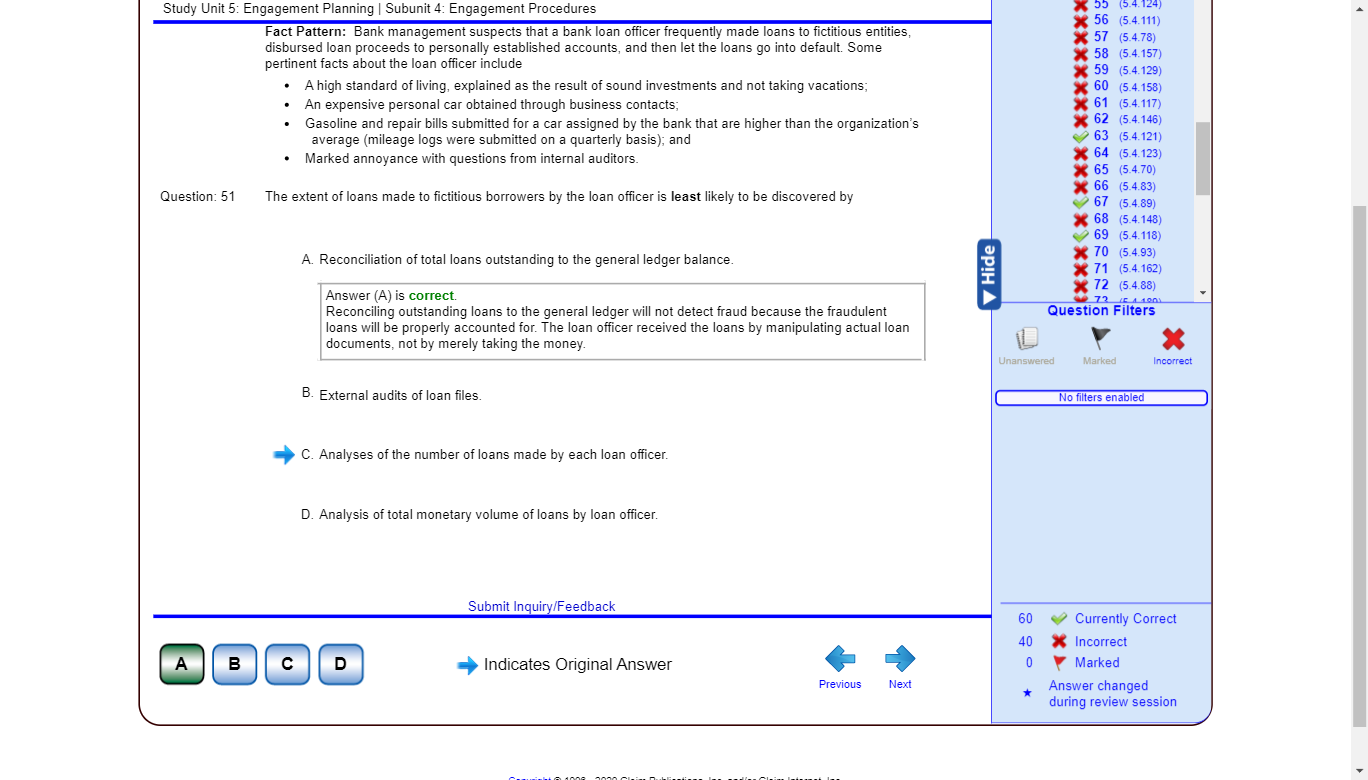 Study Unit 5: Engagement Planning | Subunit 4: Engagement Procedures
Fact Pattern: Bank management suspects that a bank loan officer frequently made loans to fictitious entities,
disbursed loan proceeds to personally established accounts, and then let the loans go into default. Some
pertinent facts about the loan officer include
• A high standard of living, explained as the result of sound investments and not taking vacations;
• An expensive personal car obtained through business contacts;
• Gasoline and repair bills submitted for a car assigned by the bank that are higher than the organization's
average (mileage logs were submitted on a quarterly basis); and
• Marked annoyance with questions from internal auditors.
Question: 51 The extent of loans made to fictitious borrowers by the loan officer is least likely to be discovered by
A. Reconciliation of total loans outstanding to the general ledger balance.
Answer (A) is correct.
Reconciling outstanding loans to the general ledger will not detect fraud because the fraudulent
loans will be properly accounted for. The loan officer received the loans by manipulating actual loan
documents, not by merely taking the money.
B. External audits of loan files.
C. Analyses of the number of loans made by each loan officer.
D. Analysis of total monetary volume of loans by loan officer.
Submit Inquiry/Feedback
A B C D
Indicates Original Answer
Previous Next
55 (5.4.124)
56 (5.4.111)
57 (5.4.78)
58 (5.4.157)
59 (5.4.129)
60 (5.4.158)
61 (5.4.117)
62 (5.4.146)
63 (5.4.121)
64 (5.4.123)
65 (5.4.70)
66 (5.4.83)
67 (5.4.89)
68 (5.4.148)
69 (5.4.118)
70 (5.4.93)
71 (5.4.162)
72 (5.4.88)
73
Hide
Question Filters
Unanswered Marked Incorrect
No filters enabled
60 Currently Correct
40 Incorrect
0 Marked
Answer changed
during review session